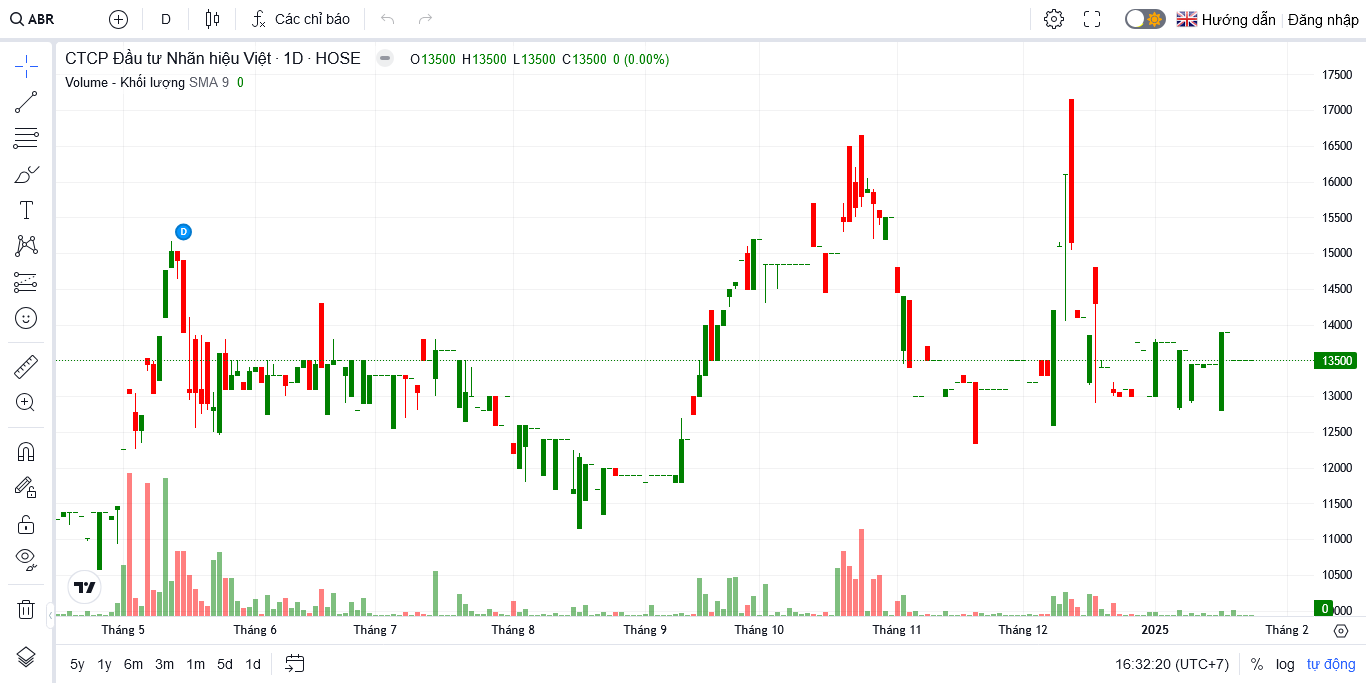 ABR D Các chỉ báo Hướng dẫn Đăng nhập
CTCP Đầu tư Nhãn hiệu Việt · 1D · HOSE O13500 H13500 L13500 C13500 0 (0.00%)
Volume - Khối lượng SMA 9 0
D
17500
17000
16500
16000
15500
15000
14500
14000
13500
13000
12500
12000
11500
11000
10500
0
Tháng 5 Tháng 6 Tháng 7 Tháng 8 Tháng 9 Tháng 10 Tháng 11 Tháng 12 2025 Tháng 2
5y 1y 6m 3m 1m 5d 1d 16:32:20 (UTC+7) % log tự động